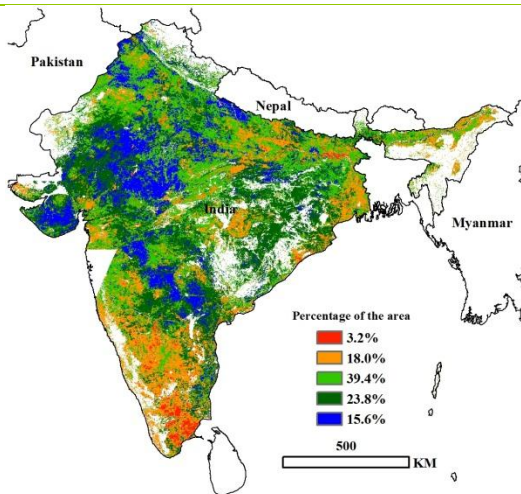 Pakistan
Nepal
India
Myanmar
Percentage of the area
3.2%
18.0%
39.4%
23.8%
15.6%
500
KM